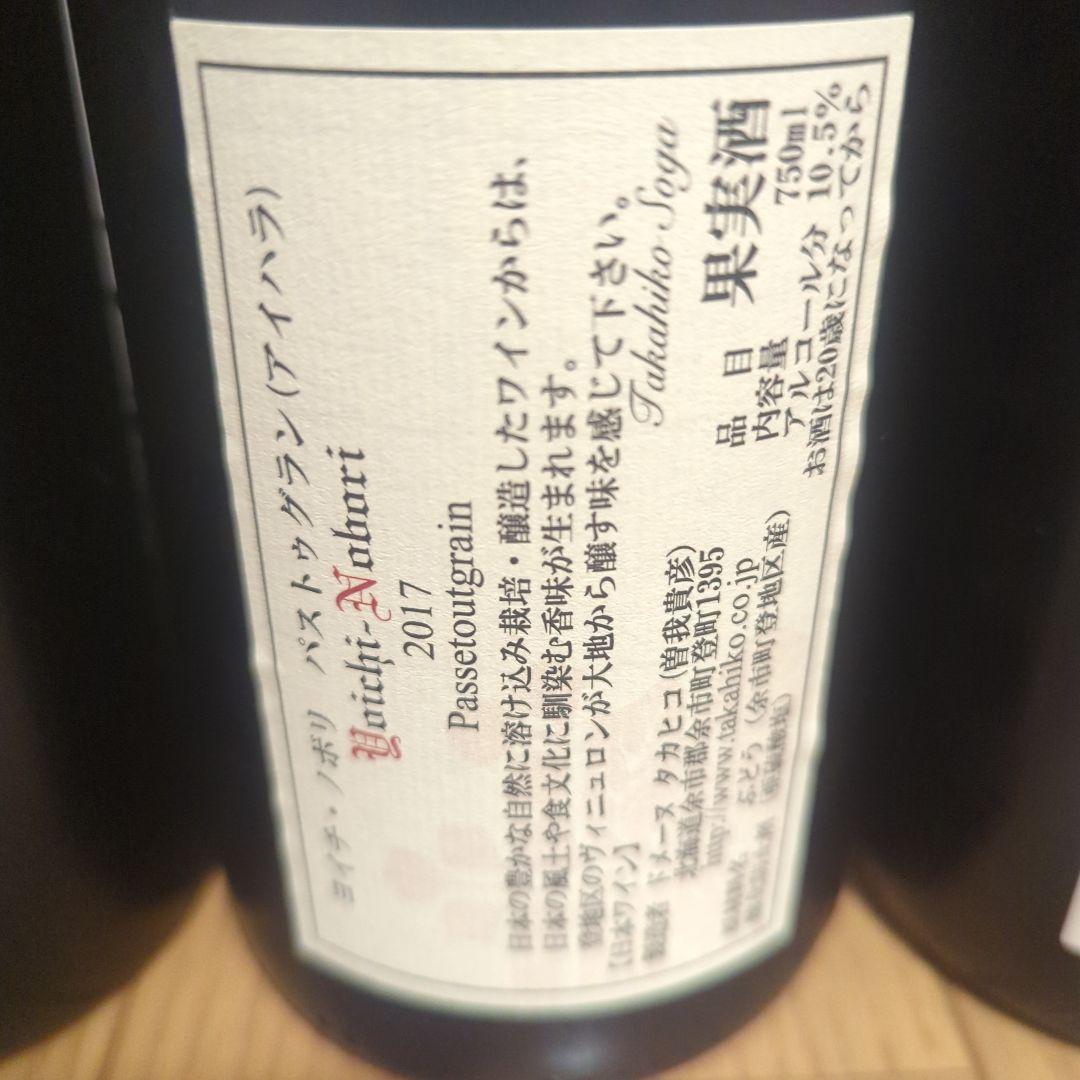 ヨイチ・ノボリ パストゥグラン(アイハラ)
Yoichi-Nobori
2017
Passetoutgrain
日本の豊かな自然に溶け込み栽培・醸造したワインからは、
日本の風土や食文化に馴染む香味が生まれます。
登地区のヴィニュロンが大地から醸す味を感じて下さい。
Takahiko Soga
【日本ワイン】
製造者 ドメーヌ タカヒコ(曽我貴彦)
北海道余市郡余市町登町1395
http://www.takahiko.co.jp
原材料名 ぶどう (余市町登地区産)
品目 果実酒
内容量 750ml
アルコール分 10.5%
お酒は20歳になってから